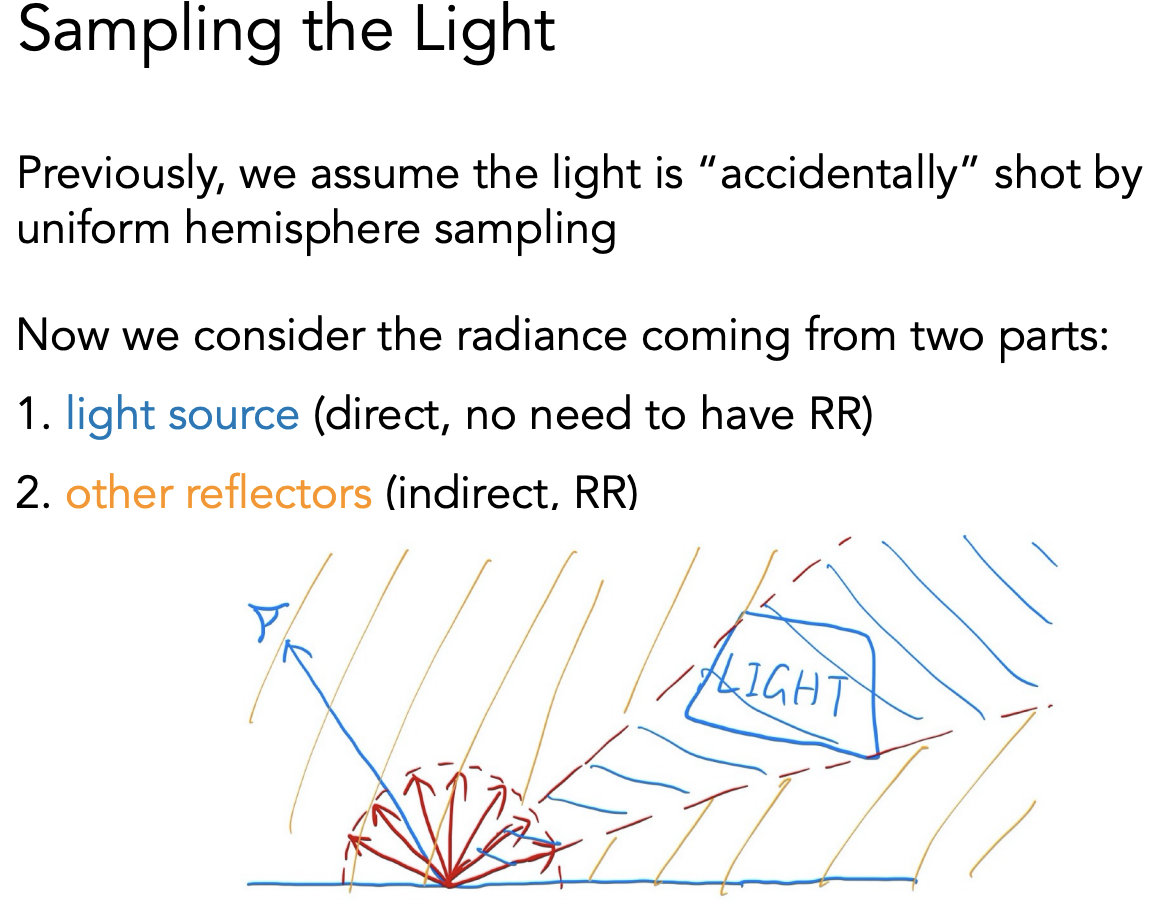 Sampling the Light
Previously, we assume the light is “accidentally” shot by
uniform hemisphere sampling
Now we consider the radiance coming from two parts:
1. light source (direct, no need to have RR)
2. other reflectors (indirect, RR)
LIGHT